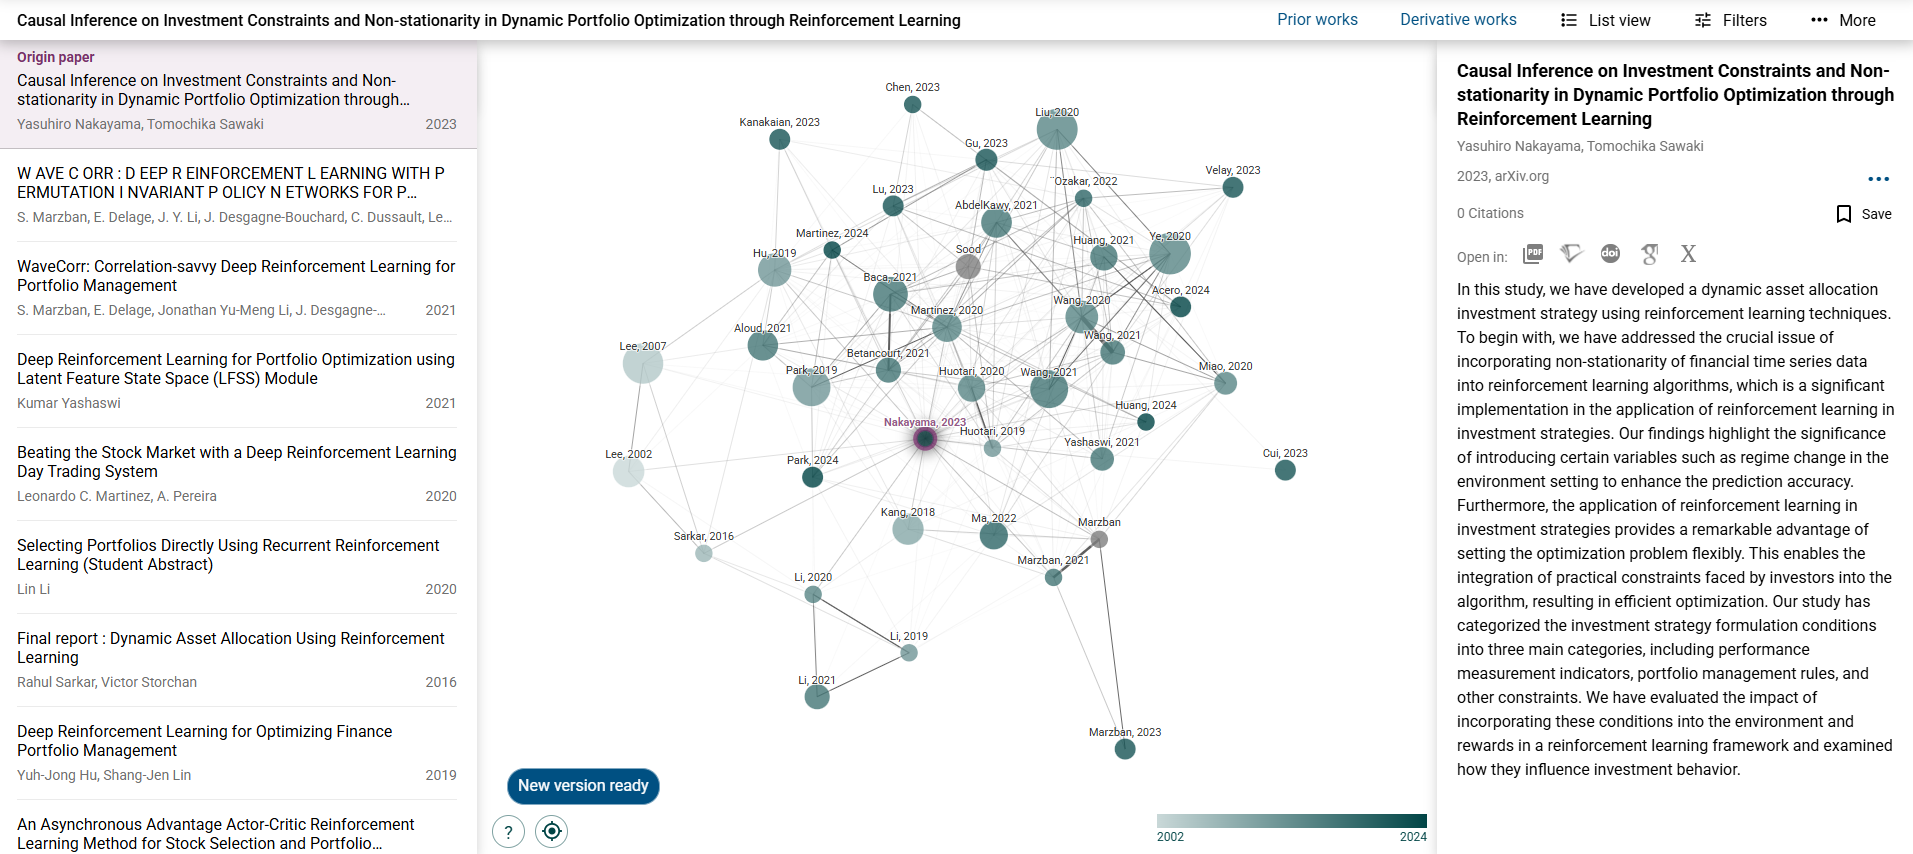 Causal Inference on Investment Constraints and Non-stationarity in Dynamic Portfolio Optimization through Reinforcement Learning
Prior works
Derivative works
List view
Filters
More
Origin paper
Causal Inference on Investment Constraints and Non-
stationarity in Dynamic Portfolio Optimization through...
Yasuhiro Nakayama, Tomochika Sawaki
2023
W AVE C ORR : D EEP R EINFORCEMENT L EARNING WITH P
ERMUTATION I NVARIANT P OLICY N ETWORKS FOR P...
S. Marzban, E. Delage, J. Y. Li, J. Desgagne-Bouchard, C. Dussault, Le...
WaveCorr: Correlation-savvy Deep Reinforcement Learning for
Portfolio Management
S. Marzban, E. Delage, Jonathan Yu-Meng Li, J. Desgagne-...
2021
Deep Reinforcement Learning for Portfolio Optimization using
Latent Feature State Space (LFSS) Module
Kumar Yashaswi
2021
Beating the Stock Market with a Deep Reinforcement Learning
Day Trading System
Leonardo C. Martinez, A. Pereira
2020
Selecting Portfolios Directly Using Recurrent Reinforcement
Learning (Student Abstract)
Lin Li
2020
Final report : Dynamic Asset Allocation Using Reinforcement
Learning
Rahul Sarkar, Victor Storchan
2016
Deep Reinforcement Learning for Optimizing Finance
Portfolio Management
Yuh-Jong Hu, Shang-Jen Lin
2019
An Asynchronous Advantage Actor-Critic Reinforcement
Learning Method for Stock Selection and Portfolio...
Chen, 2023
Liu, 2020
Kanakaian, 2023
Gu, 2023
Velay, 2023
¨Ozakar, 2022
Lu, 2023
AbdelKawy, 2021
Martinez, 2024
Huang, 2021
Ye, 2020
Sood
Hu, 2019
Baca, 2021
Acero, 2024
Wang, 2020
Martinez, 2020
Aloud, 2021
Wang, 2021
Lee, 2007
Betancourt, 2021
Miao, 2020
Park, 2019
Huotari, 2020
Wang, 2021
Huang, 2024
Nakayama, 2023
Huotari, 2019
Yashaswi, 2021
Lee, 2002
Park, 2024
Cui, 2023
Kang, 2018
Ma, 2022
Marzban
Sarkar, 2016
Marzban, 2021
Li, 2020
Li, 2019
Li, 2021
Marzban, 2023
New version ready
?
2002
2024
Causal Inference on Investment Constraints and Non-
stationarity in Dynamic Portfolio Optimization through
Reinforcement Learning
Yasuhiro Nakayama, Tomochika Sawaki
2023, arXiv.org
0 Citations
Save
Open in:
PDF
doi
g
X
In this study, we have developed a dynamic asset allocation
investment strategy using reinforcement learning techniques.
To begin with, we have addressed the crucial issue of
incorporating non-stationarity of financial time series data
into reinforcement learning algorithms, which is a significant
implementation in the application of reinforcement learning in
investment strategies. Our findings highlight the significance
of introducing certain variables such as regime change in the
environment setting to enhance the prediction accuracy.
Furthermore, the application of reinforcement learning in
investment strategies provides a remarkable advantage of
setting the optimization problem flexibly. This enables the
integration of practical constraints faced by investors into the
algorithm, resulting in efficient optimization. Our study has
categorized the investment strategy formulation conditions
into three main categories, including performance
measurement indicators, portfolio management rules, and
other constraints. We have evaluated the impact of
incorporating these conditions into the environment and
rewards in a reinforcement learning framework and examined
how they influence investment behavior.